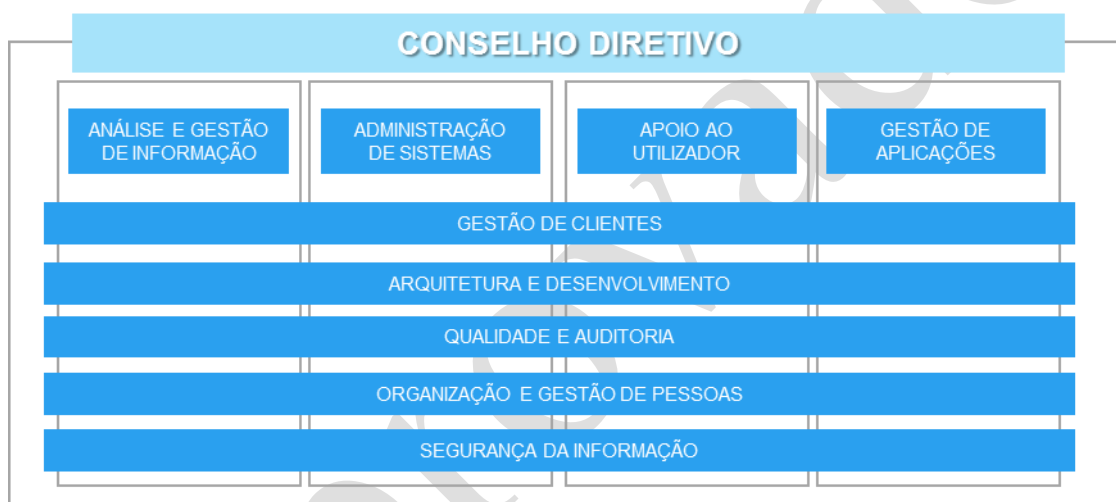 CONSELHO DIRETIVO
ANÁLISE E GESTÃO
DE INFORMAÇÃO
ADMINISTRAÇÃO
DE SISTEMAS
APOIO AO
UTILIZADOR
GESTÃO DE
APLICAÇÕES
GESTÃO DE CLIENTES
ARQUITETURA E DESENVOLVIMENTO
QUALIDADE E AUDITORIA
ORGANIZAÇÃO E GESTÃO DE PESSOAS
SEGURANÇA DA INFORMAÇÃO